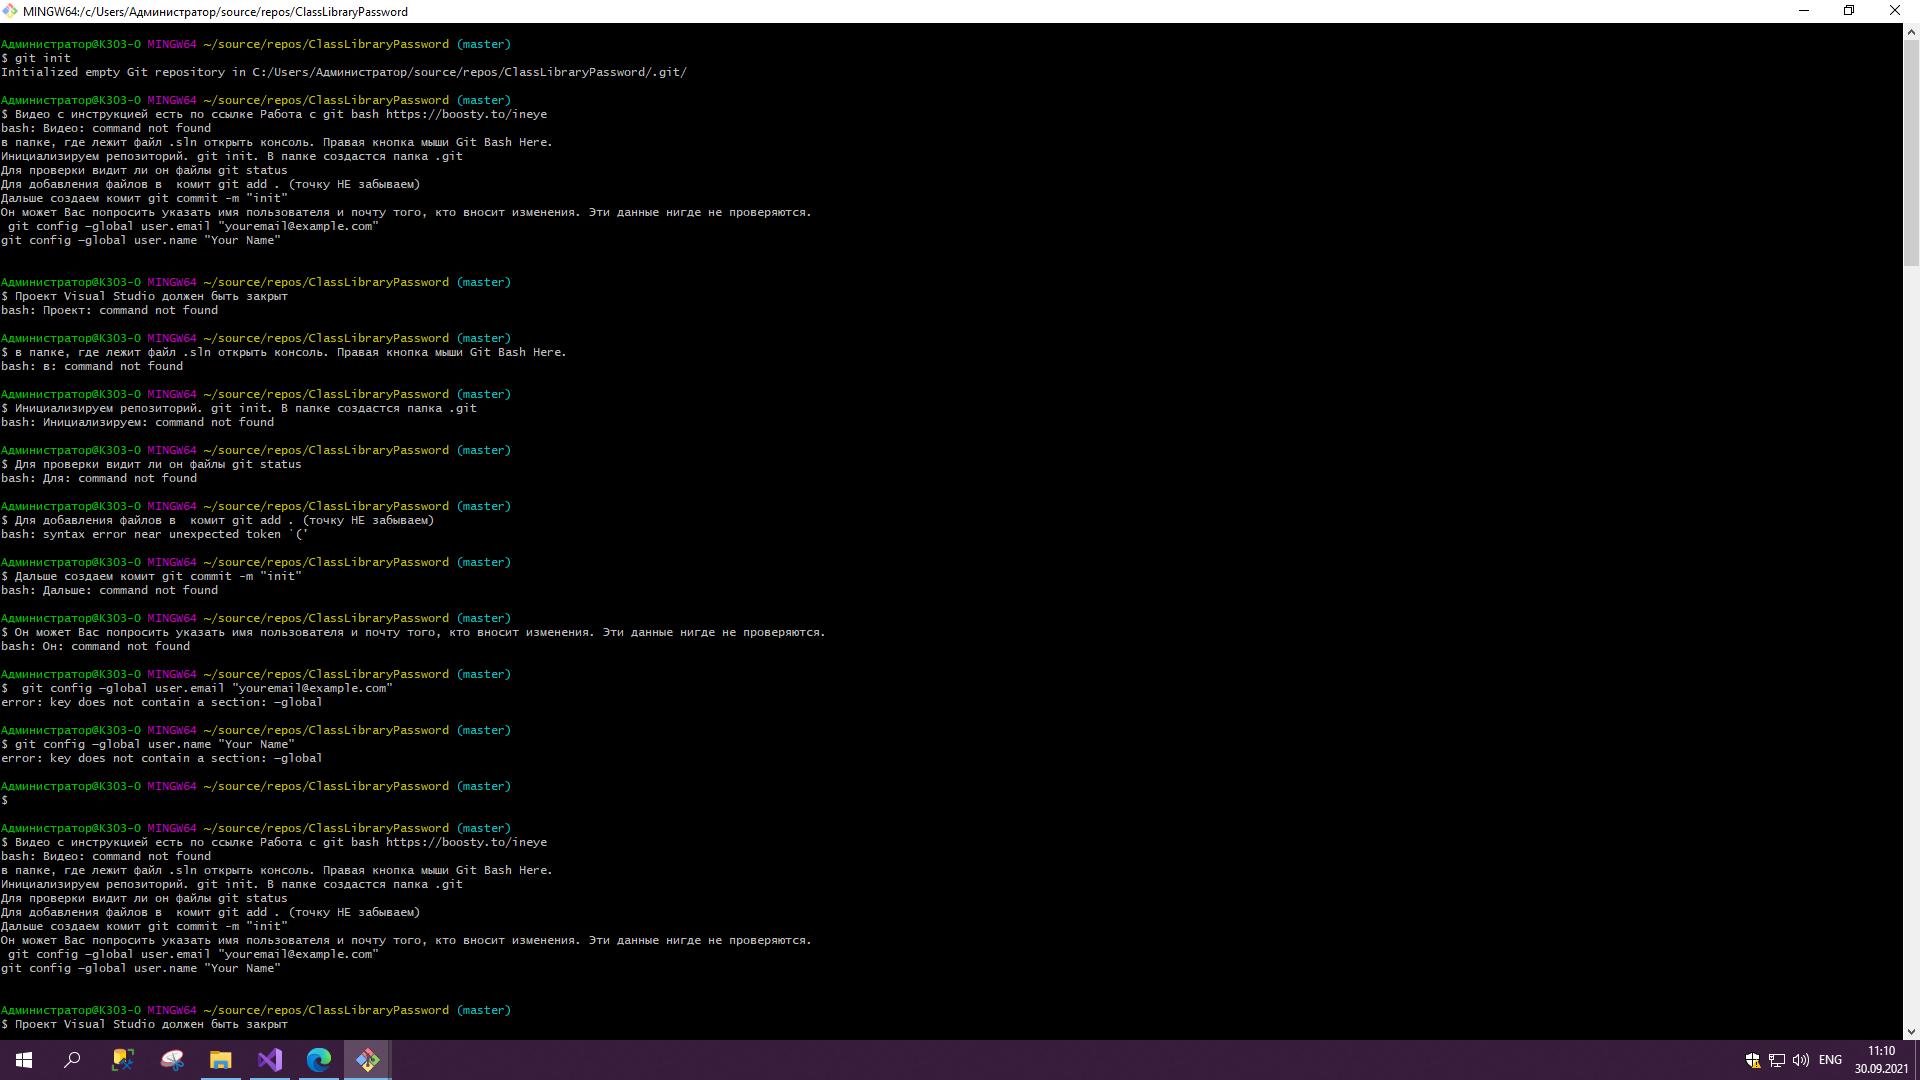 MINGW64:/c/Users/Администратор/source/repos/ClassLibraryPassword
Администратор@K303-0 MINGW64 ~/source/repos/ClassLibraryPassword (master)
$ git init
Initialized empty Git repository in C:/Users/Администратор/source/repos/ClassLibraryPassword/.git/
Администратор@K303-0 MINGW64 ~/source/repos/ClassLibraryPassword (master)
$ Видео с инструкцией есть по ссылке Работа с git bash https://boosty.to/ineye
bash: Видео: command not found
в папке, где лежит файл .sln открыть консоль. Правая кнопка мыши Git Bash Here.
Инициализируем репозиторий. git init. В папке создастся папка .git
Для проверки видит ли он файлы git status
Для добавления файлов в  комит git add . (точку НЕ забываем)
Дальше создаем комит git commit -m "init"
Он может Вас попросить указать имя пользователя и почту того, кто вносит изменения. Эти данные нигде не проверяются.
 git config –global user.email "youremail@example.com"
git config –global user.name "Your Name"
Администратор@K303-0 MINGW64 ~/source/repos/ClassLibraryPassword (master)
$ Проект Visual Studio должен быть закрыт
bash: Проект: command not found
Администратор@K303-0 MINGW64 ~/source/repos/ClassLibraryPassword (master)
$ в папке, где лежит файл .sln открыть консоль. Правая кнопка мыши Git Bash Here.
bash: в: command not found
Администратор@K303-0 MINGW64 ~/source/repos/ClassLibraryPassword (master)
$ Инициализируем репозиторий. git init. В папке создастся папка .git
bash: Инициализируем: command not found
Администратор@K303-0 MINGW64 ~/source/repos/ClassLibraryPassword (master)
$ Для проверки видит ли он файлы git status
bash: Для: command not found
Администратор@K303-0 MINGW64 ~/source/repos/ClassLibraryPassword (master)
$ Для добавления файлов в  комит git add . (точку НЕ забываем)
bash: syntax error near unexpected token `('
Администратор@K303-0 MINGW64 ~/source/repos/ClassLibraryPassword (master)
$ Дальше создаем комит git commit -m "init"
bash: Дальше: command not found
Администратор@K303-0 MINGW64 ~/source/repos/ClassLibraryPassword (master)
$ Он может Вас попросить указать имя пользователя и почту того, кто вносит изменения. Эти данные нигде не проверяются.
bash: Он: command not found
Администратор@K303-0 MINGW64 ~/source/repos/ClassLibraryPassword (master)
$  git config –global user.email "youremail@example.com"
error: key does not contain a section: –global
Администратор@K303-0 MINGW64 ~/source/repos/ClassLibraryPassword (master)
$ git config –global user.name "Your Name"
error: key does not contain a section: –global
Администратор@K303-0 MINGW64 ~/source/repos/ClassLibraryPassword (master)
$
Администратор@K303-0 MINGW64 ~/source/repos/ClassLibraryPassword (master)
$ Видео с инструкцией есть по ссылке Работа с git bash https://boosty.to/ineye
bash: Видео: command not found
в папке, где лежит файл .sln открыть консоль. Правая кнопка мыши Git Bash Here.
Инициализируем репозиторий. git init. В папке создастся папка .git
Для проверки видит ли он файлы git status
Для добавления файлов в  комит git add . (точку НЕ забываем)
Дальше создаем комит git commit -m "init"
Он может Вас попросить указать имя пользователя и почту того, кто вносит изменения. Эти данные нигде не проверяются.
 git config –global user.email "youremail@example.com"
git config –global user.name "Your Name"
Администратор@K303-0 MINGW64 ~/source/repos/ClassLibraryPassword (master)
$ Проект Visual Studio должен быть закрыт
ENG
11:10
30.09.2021